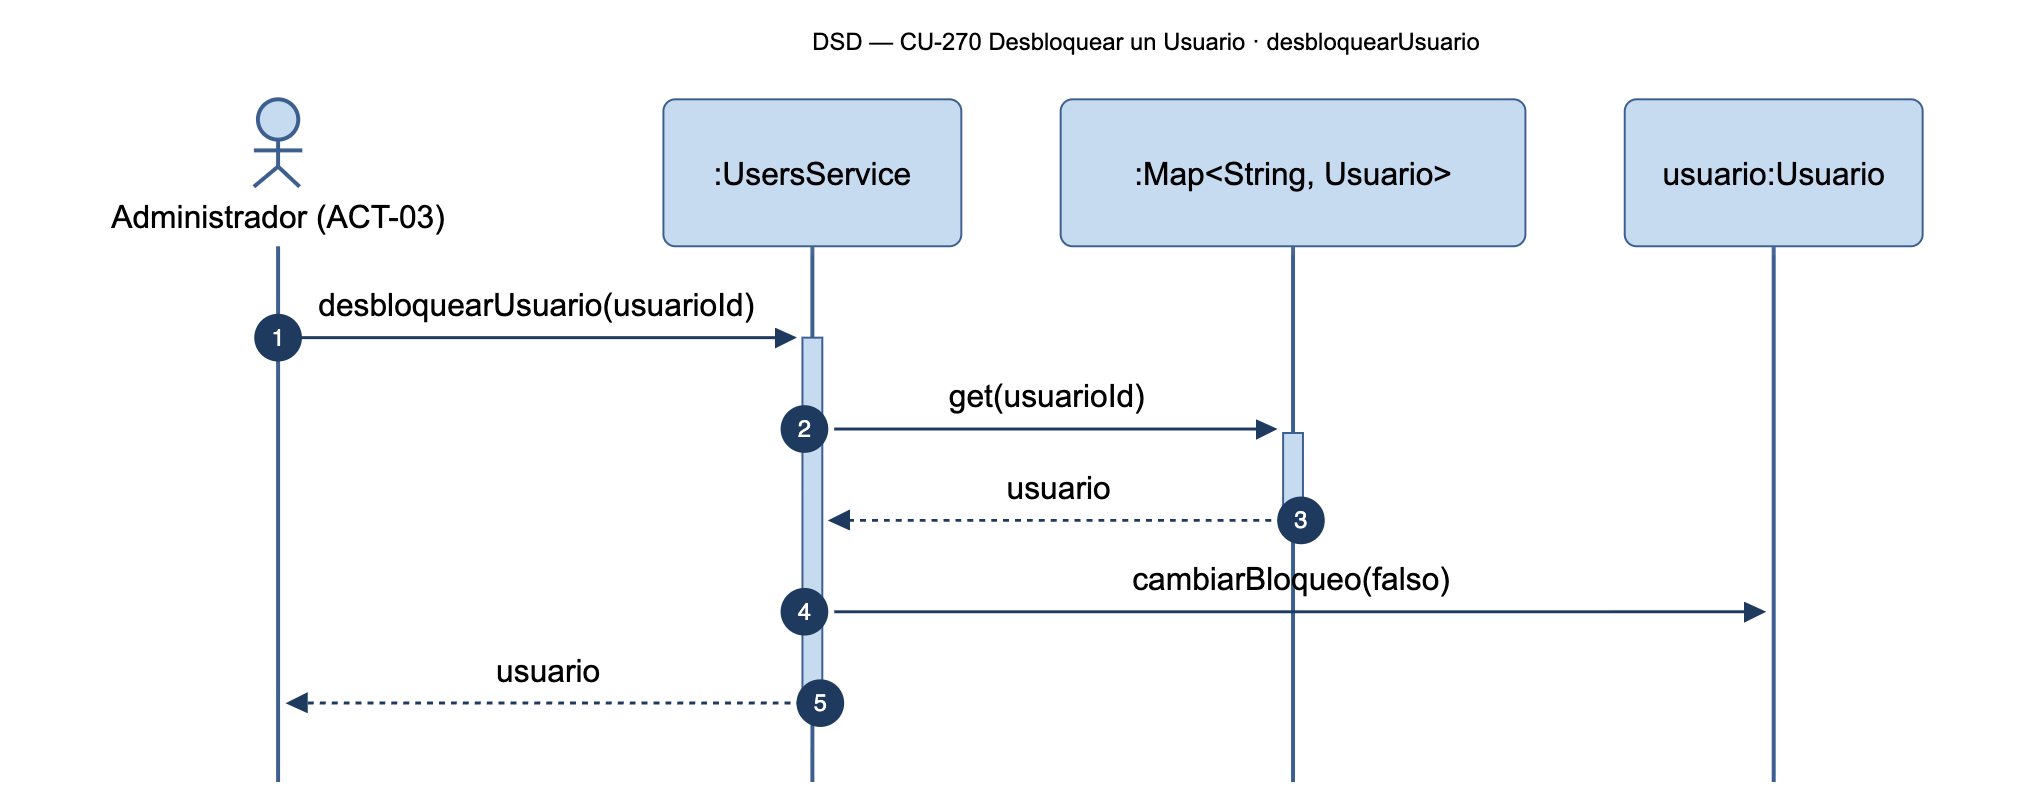 DSD — CU-270 Desbloquear un Usuario · desbloquearUsuario
Administrador (ACT-03)
:UsersService
:Map<String, Usuario>
usuario:Usuario
desbloquearUsuario(usuarioId)
1
get(usuarioId)
2
usuario
3
cambiarBloqueo(falso)
4
usuario
5